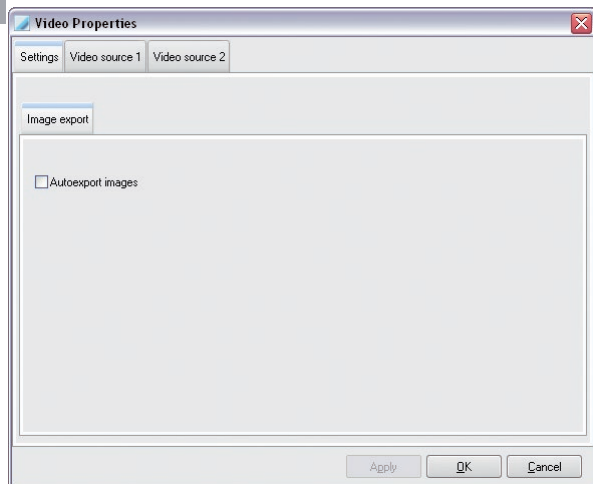 Video Properties
Settings Video source 1 Video source 2
Image export
Autoexport images
Apply OK Cancel